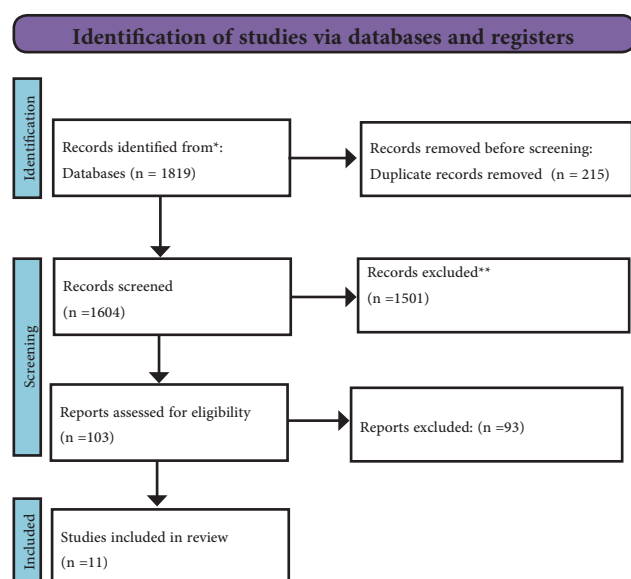 Identification of studies via databases and registers
Identification
Records identified from*:
Databases (n = 1819)
Records removed before screening:
Duplicate records removed (n = 215)
Screening
Records screened
(n =1604)
Records excluded**
(n =1501)
Reports assessed for eligibility
(n =103)
Reports excluded: (n =93)
Included
Studies included in review
(n =11)